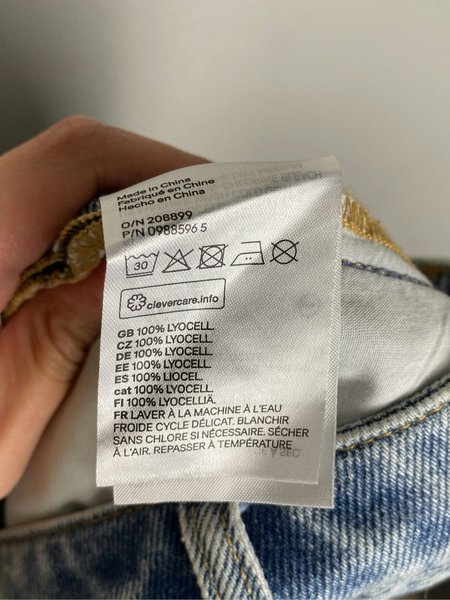 Made in China
Fabriqué en Chine
Hecho en China
O/N 208899
P/N 0988596 5
30
clevercare.info
GB 100% LYOCELL.
CZ 100% LYOCELL.
DE 100% LYOCELL.
EE 100% LYOCELL.
ES 100% LIOCEL.
cat 100% LYOCELL.
FI 100% LYOCELLIÄ.
FR LAVER À LA MACHINE À L'EAU
FROIDE CYCLE DÉLICAT. BLANCHIR
SANS CHLORE SI NÉCESSAIRE. SÉCHER
À L'AIR. REPASSER À TEMPÉRATURE